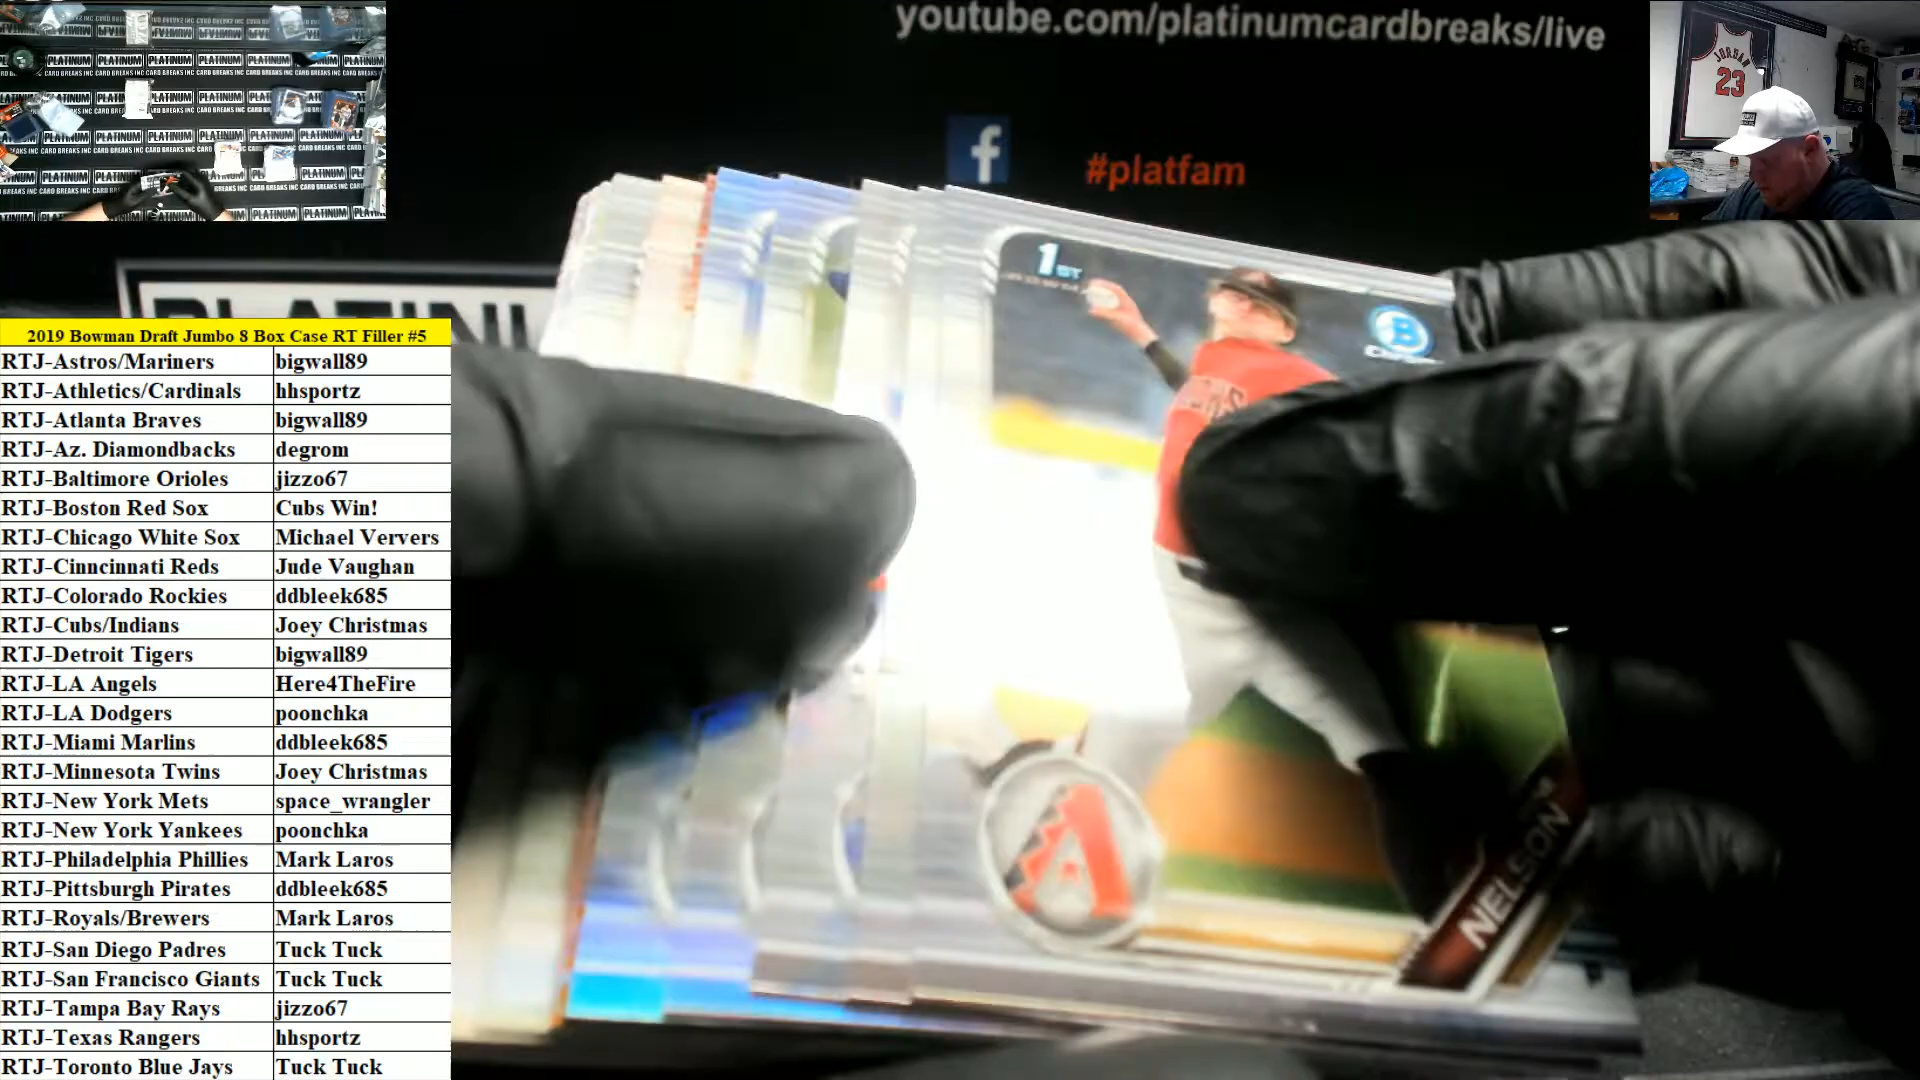 youtube.com/platinumcardbreaks/live
f
#platfam
JORDAN
23
PLATINUM
CARD BREAKS INC
1ST
B
NELSON
A
2019 Bowman Draft Jumbo 8 Box Case RT Filler #5
RTJ-Astros/Mariners bigwall89
RTJ-Athletics/Cardinals hhsportz
RTJ-Atlanta Braves bigwall89
RTJ-Az. Diamondbacks degrom
RTJ-Baltimore Orioles jizzo67
RTJ-Boston Red Sox Cubs Win!
RTJ-Chicago White Sox Michael Ververs
RTJ-Cinncinnati Reds Jude Vaughan
RTJ-Colorado Rockies ddbleek685
RTJ-Cubs/Indians Joey Christmas
RTJ-Detroit Tigers bigwall89
RTJ-LA Angels Here4TheFire
RTJ-LA Dodgers poonchka
RTJ-Miami Marlins ddbleek685
RTJ-Minnesota Twins Joey Christmas
RTJ-New York Mets space_wrangler
RTJ-New York Yankees poonchka
RTJ-Philadelphia Phillies Mark Laros
RTJ-Pittsburgh Pirates ddbleek685
RTJ-Royals/Brewers Mark Laros
RTJ-San Diego Padres Tuck Tuck
RTJ-San Francisco Giants Tuck Tuck
RTJ-Tampa Bay Rays jizzo67
RTJ-Texas Rangers hhsportz
RTJ-Toronto Blue Jays Tuck Tuck